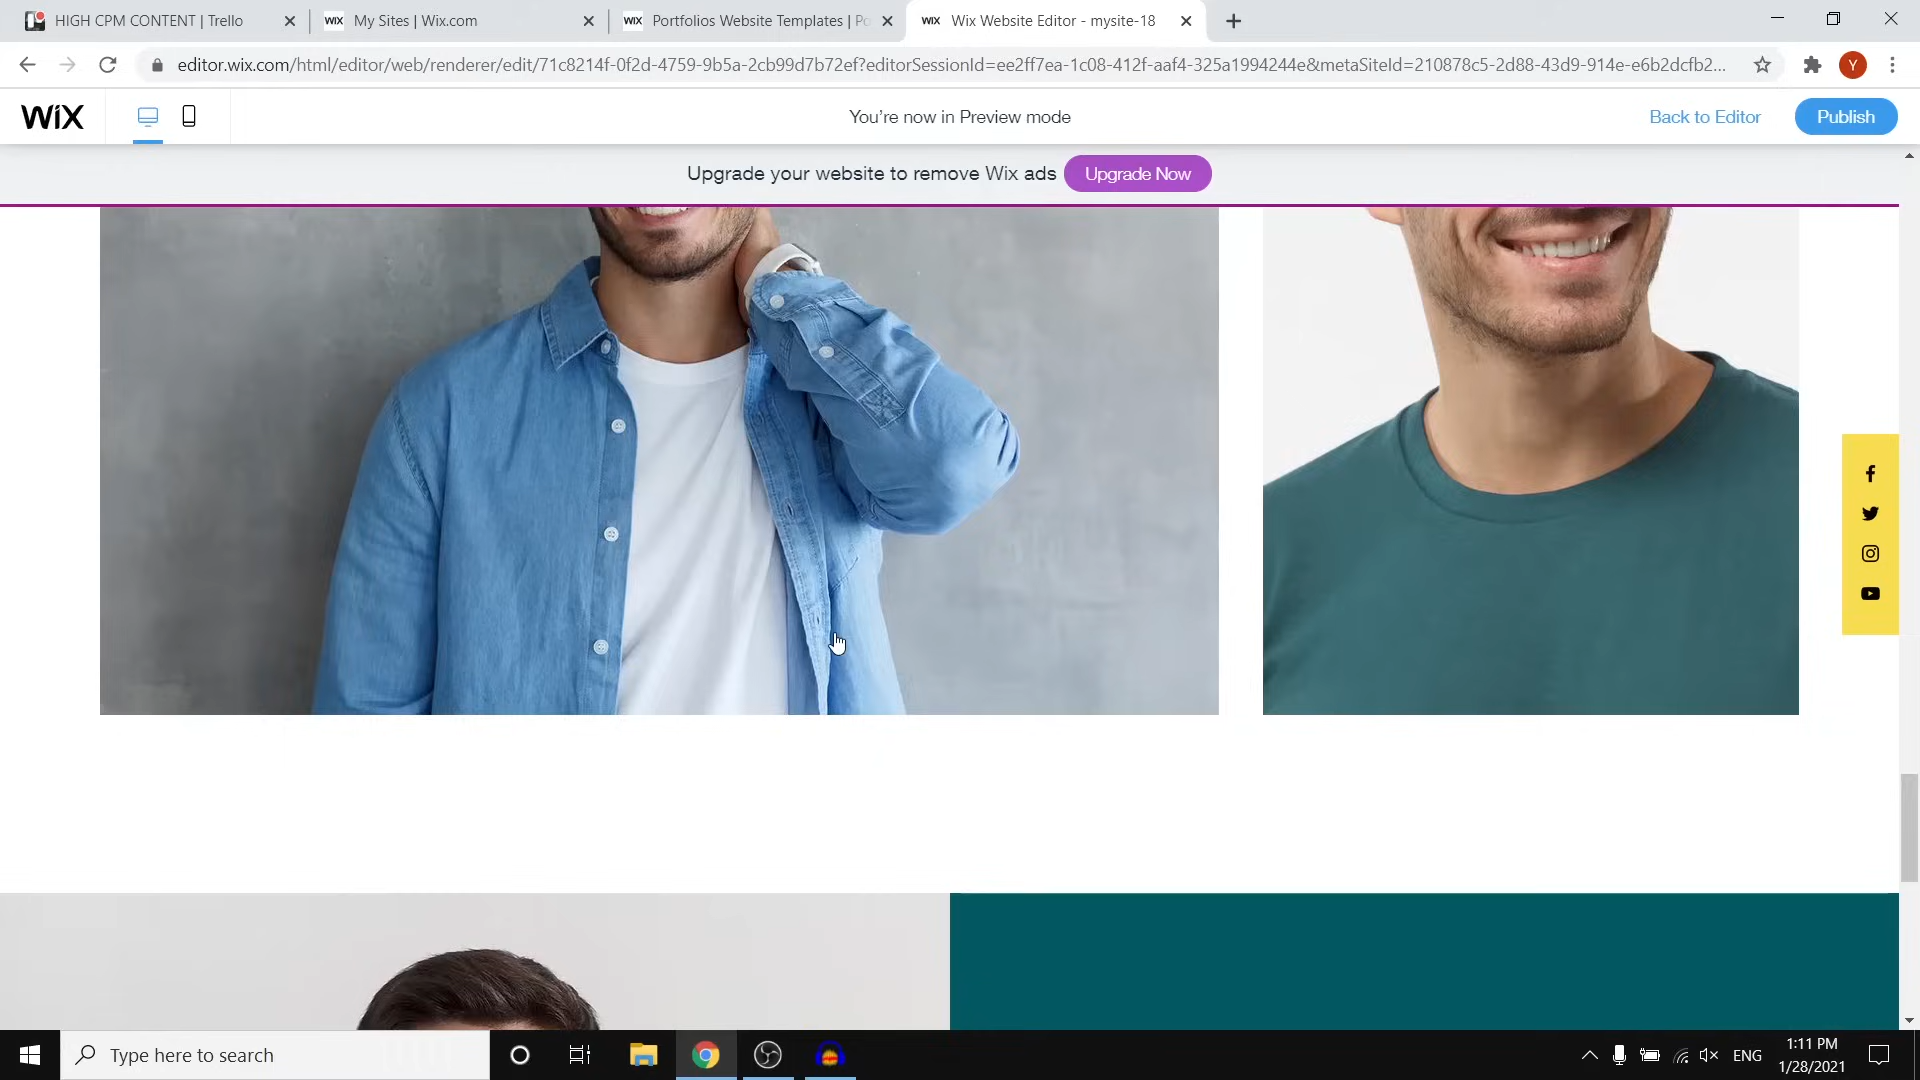 HIGH CPM CONTENT | Trello
WiX My Sites | Wix.com
WiX Portfolios Website Templates | Po
WiX Wix Website Editor - mysite-18
editor.wix.com/html/editor/web/renderer/edit/71c8214f-0f2d-4759-9b5a-2cb99d7b72ef?editorSessionId=ee2ff7ea-1c08-412f-aaf4-325a1994244e&metaSiteId=210878c5-2d88-43d9-914e-e6b2dcfb2...
Y
WiX
You're now in Preview mode
Back to Editor
Publish
Upgrade your website to remove Wix ads
Upgrade Now
Type here to search
ENG
1:11 PM
1/28/2021